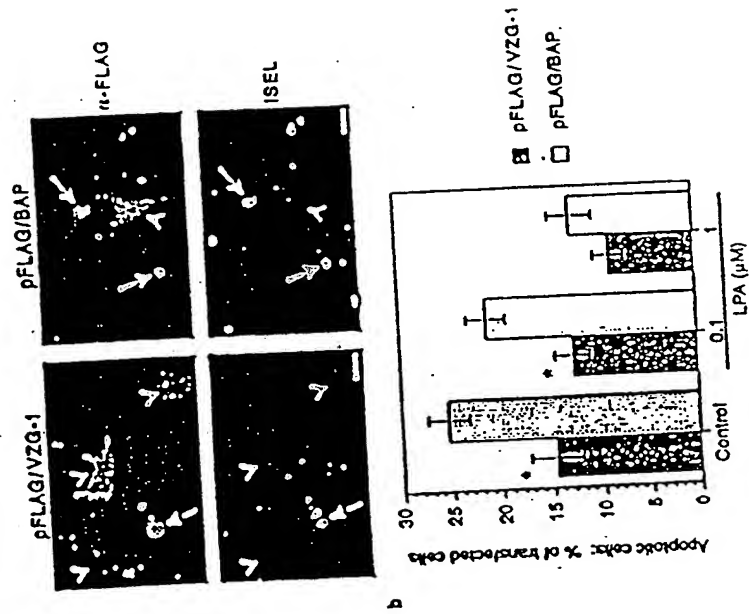 pFLAG/VZG-1
pFLAG/BAP
α-FLAG
ISEL
b
Apoptotic cells: % of transfected cells
30
25
20
15
10
5
0
*
*
Control
0.1
1
LPA (μM)
pFLAG/VZG-1
pFLAG/BAP